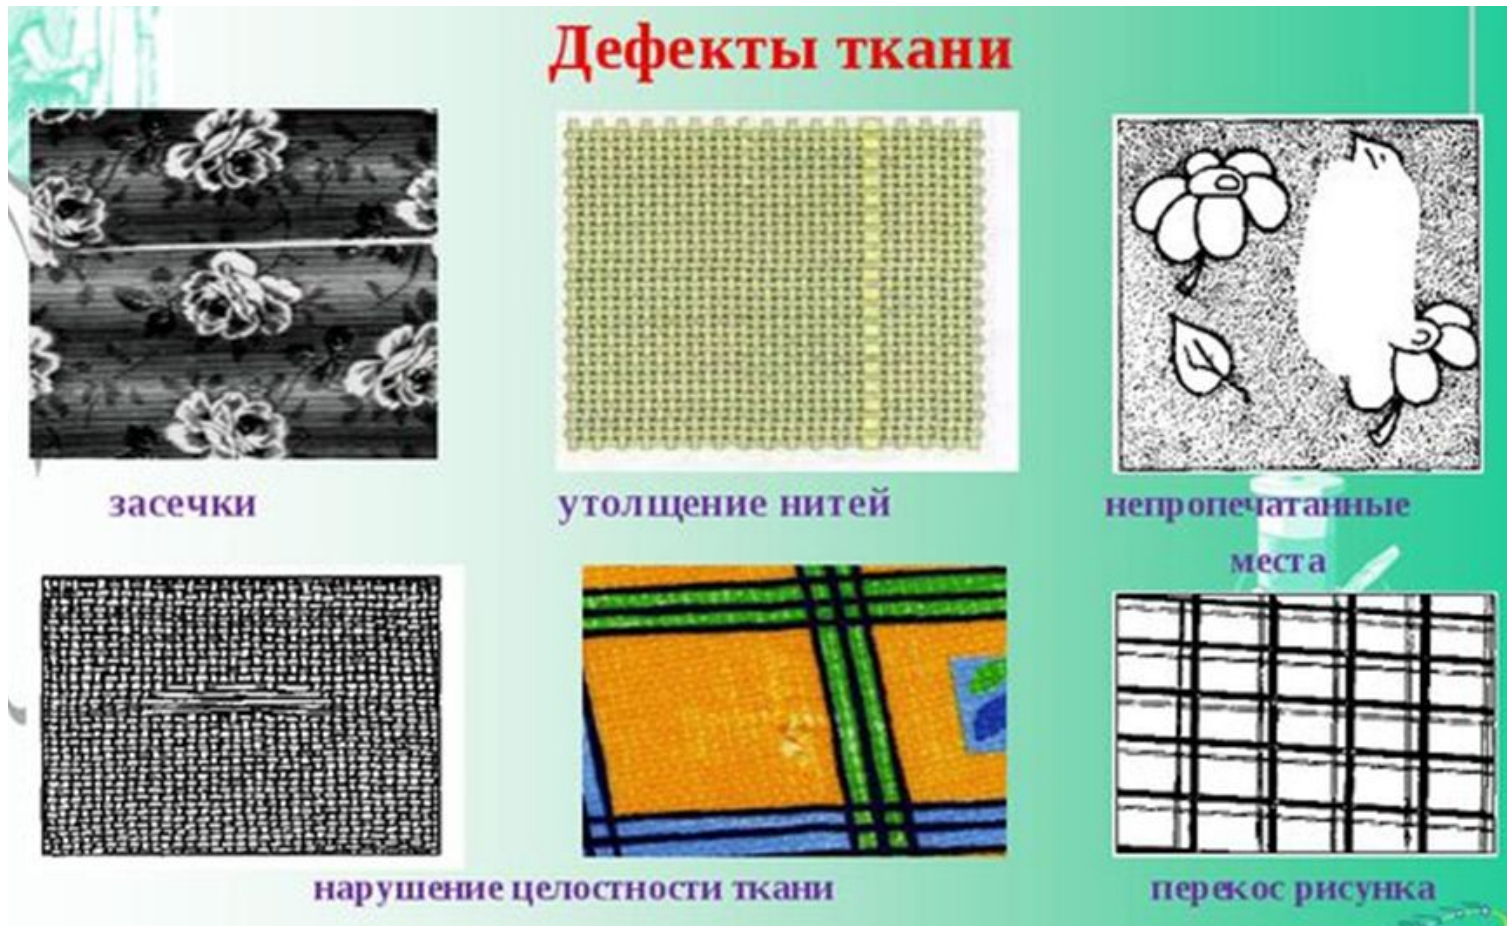 Дефекты ткани
засечки
утолщение нитей
непропечатанные
места
нарушение целостности ткани
перекос рисунка